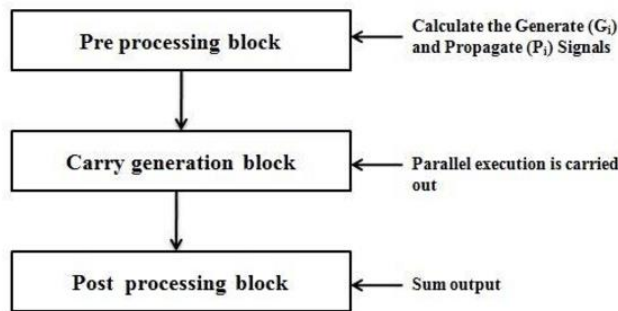 Pre processing block
Calculate the Generate (Gi)
and Propagate (Pi) Signals
Carry generation block
Parallel execution is carried
out
Post processing block
Sum output